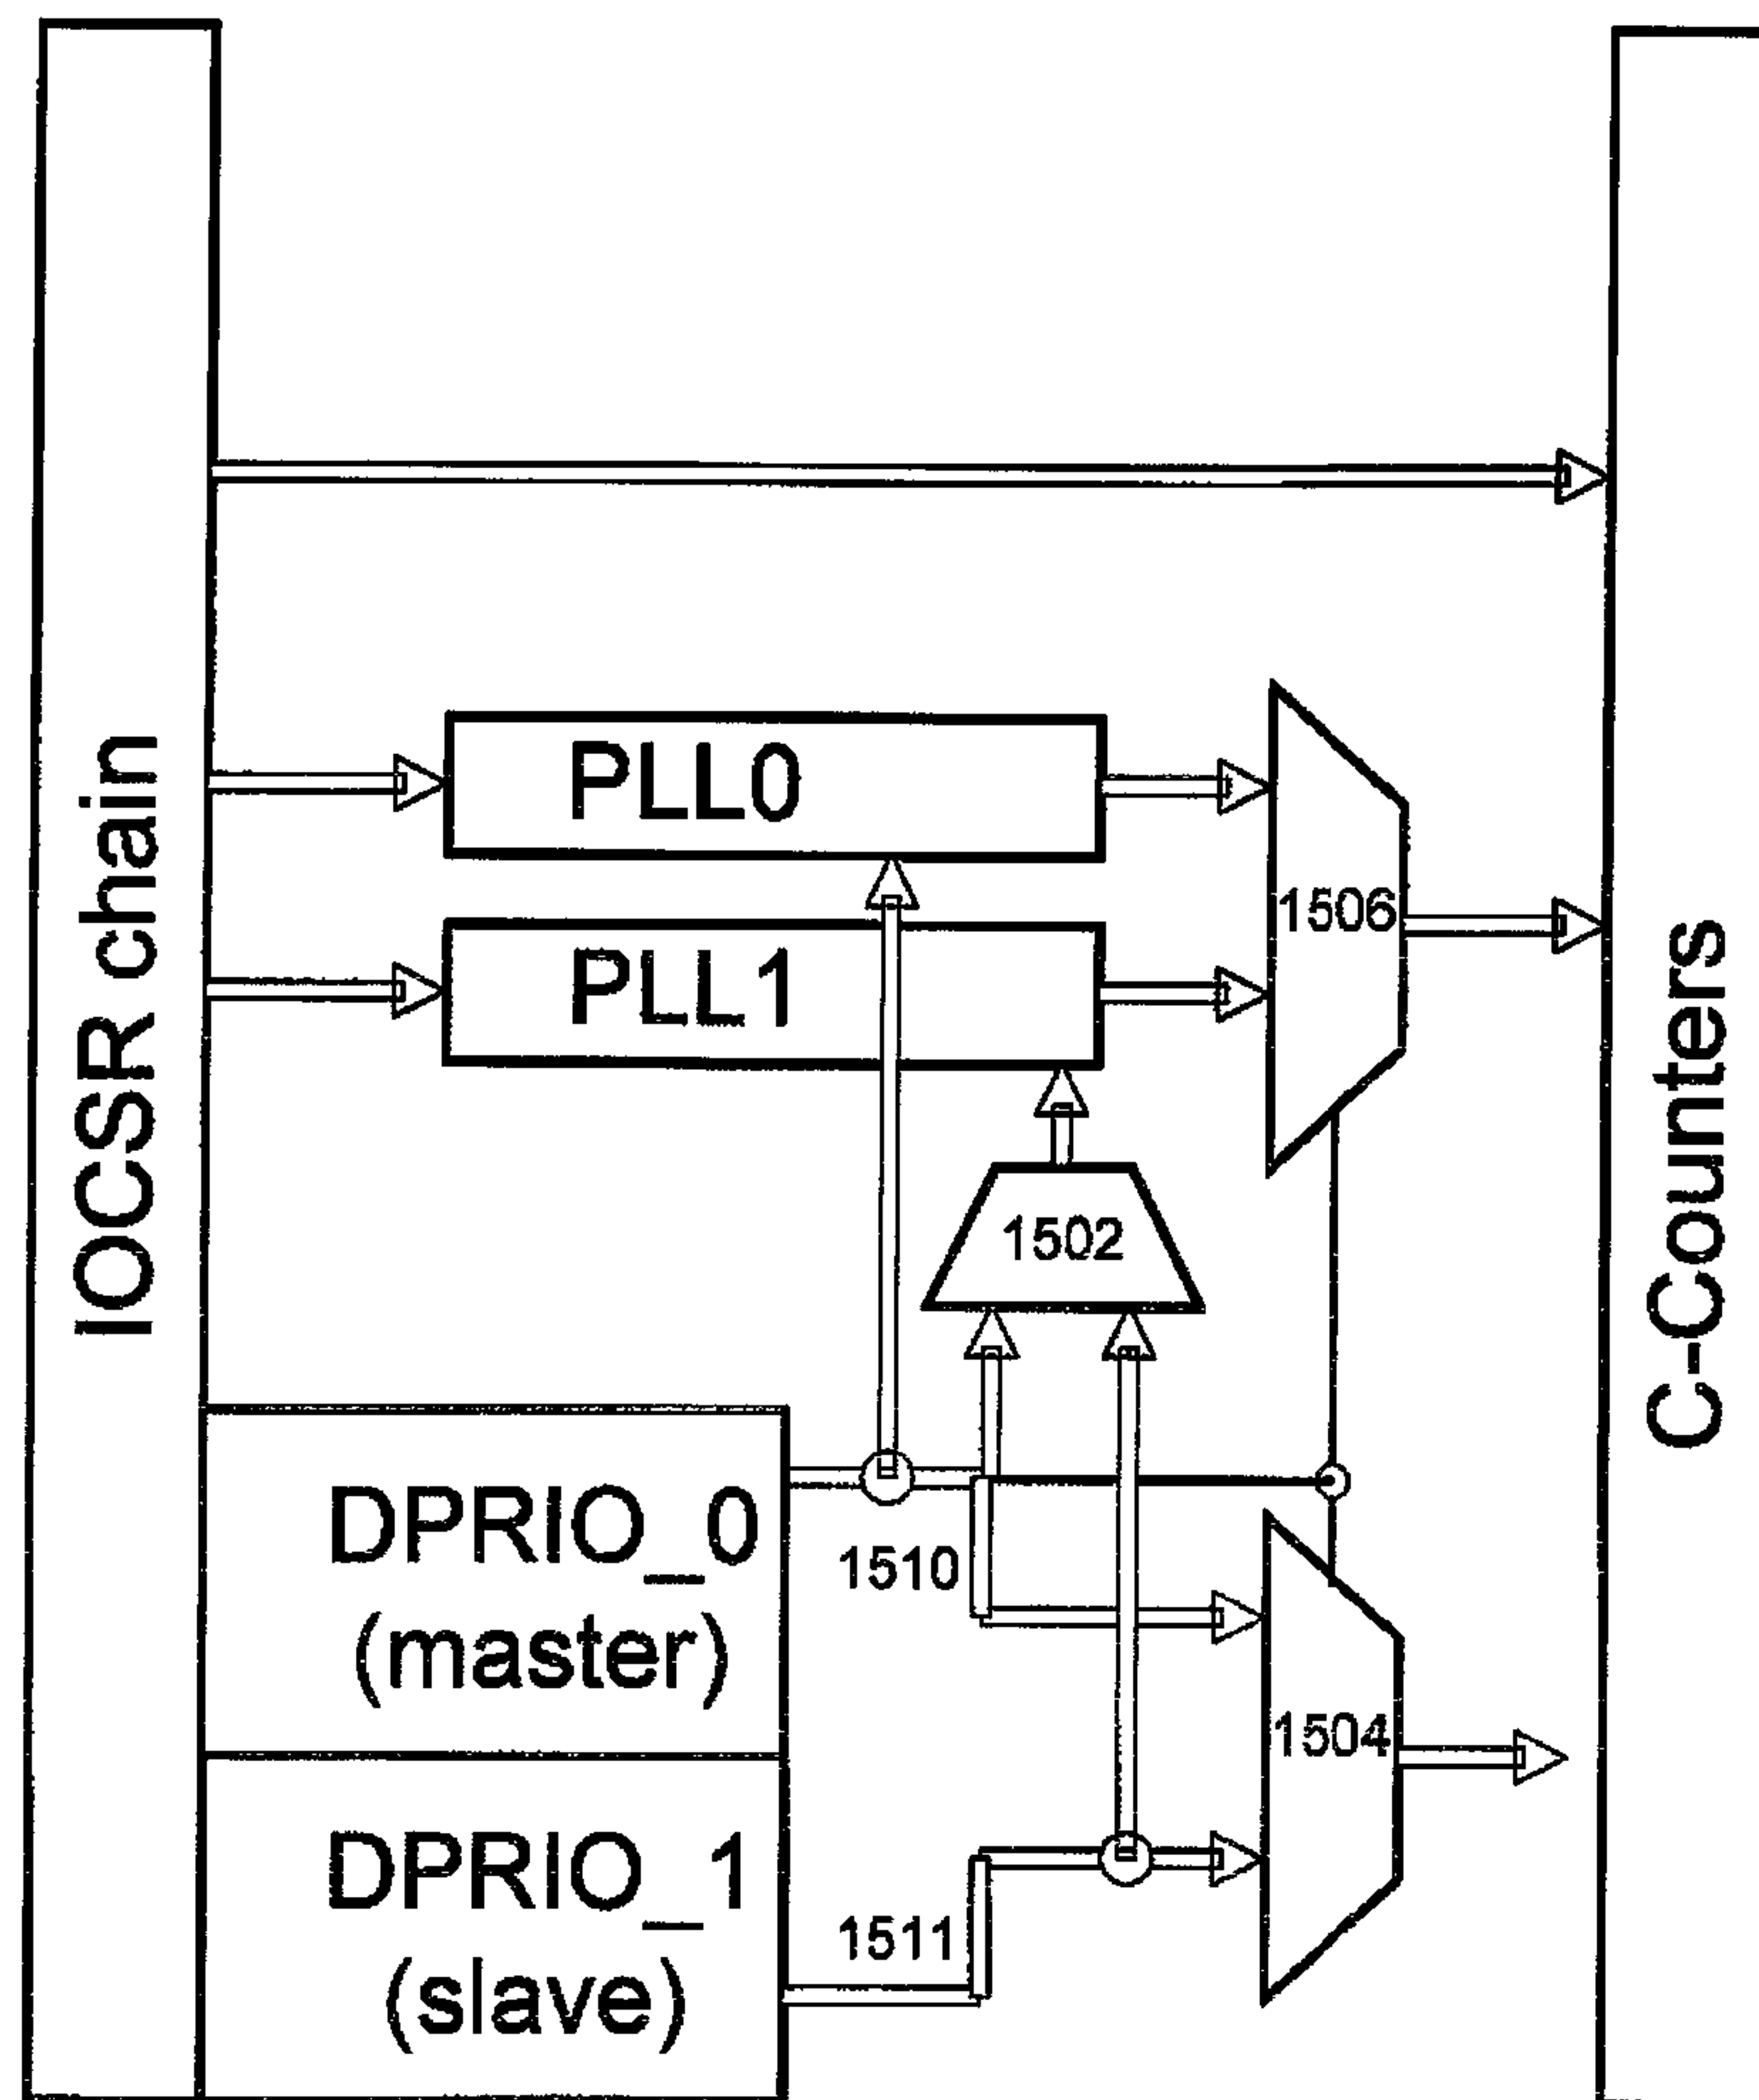 IOCSR chain
PLL0
PLL1
1506
1502
C-Counters
DPRIO_0
(master)
1510
1504
DPRIO_1
(slave)
1511